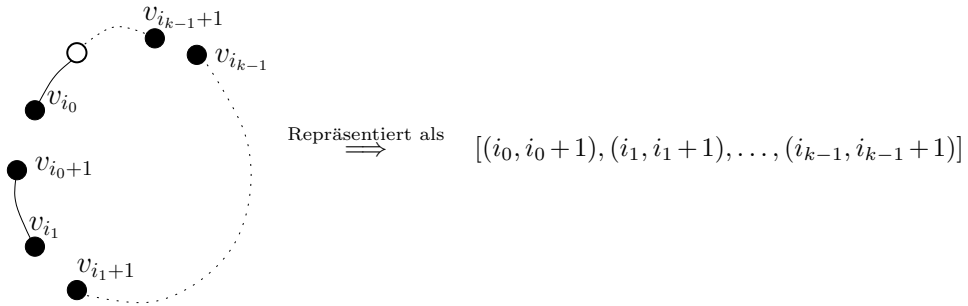 v_{i_{k-1}+1}
v_{i_{k-1}}
v_{i_0}
Repräsentiert als
⟹
[(i_0, i_0+1), (i_1, i_1+1), ..., (i_{k-1}, i_{k-1}+1)]
v_{i_0+1}
v_{i_1}
v_{i_1+1}